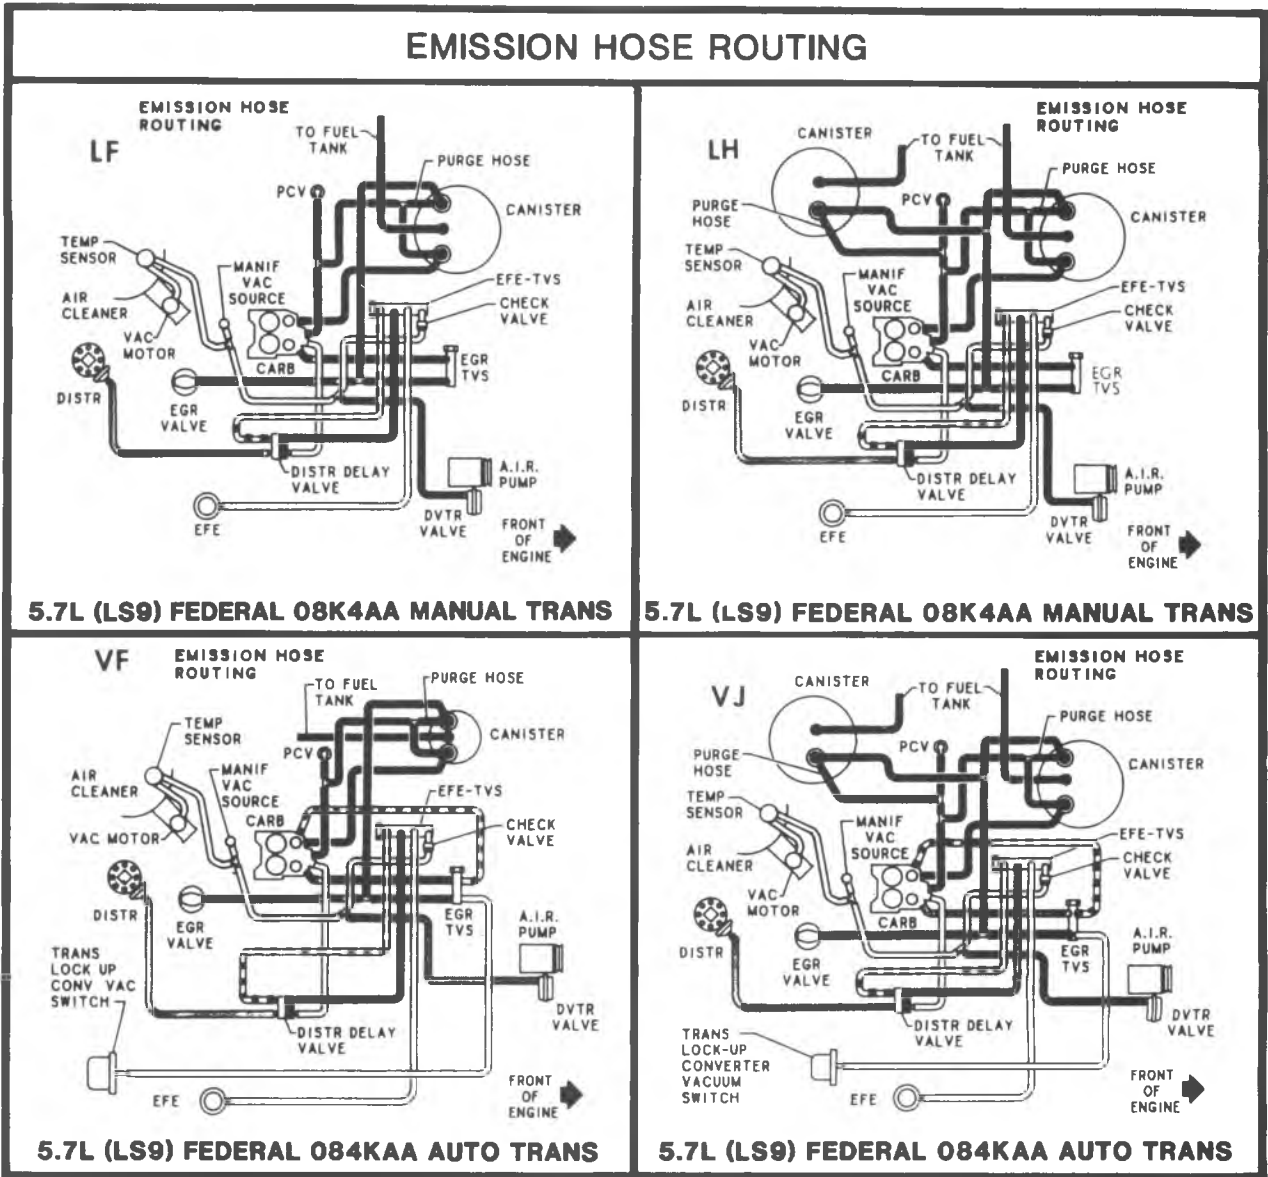 EMISSION HOSE ROUTING
EMISSION HOSE
ROUTING
LF
TO FUEL
TANK
PURGE HOSE
PCV
CANISTER
TEMP
SENSOR
MANIF
VAC
SOURCE
EFE-TVS
AIR
CLEANER
CHECK
VALVE
VAC
MOTOR
CARB
EGR
TVS
DISTR
EGR
VALVE
DISTR DELAY
VALVE
A.I.R.
PUMP
EFE
DVTR
VALVE
FRONT
OF
ENGINE
5.7L (LS9) FEDERAL 08K4AA MANUAL TRANS
EMISSION HOSE
ROUTING
LH
CANISTER
TO FUEL
TANK
PURGE HOSE
PURGE
HOSE
PCV
CANISTER
TEMP
SENSOR
MANIF
VAC
SOURCE
EFE-TVS
AIR
CLEANER
CHECK
VALVE
VAC
MOTOR
CARB
EGR
TVS
DISTR
EGR
VALVE
DISTR DELAY
VALVE
A.I.R.
PUMP
EFE
DVTR
VALVE
FRONT
OF
ENGINE
5.7L (LS9) FEDERAL 08K4AA MANUAL TRANS
VF
EMISSION HOSE
ROUTING
TO FUEL
TANK
PURGE HOSE
TEMP
SENSOR
PCV
CANISTER
AIR
CLEANER
MANIF
VAC
SOURCE
EFE-TVS
VAC MOTOR
CARB
CHECK
VALVE
DISTR
EGR
VALVE
EGR
TVS
A.I.R.
PUMP
TRANS
LOCK UP
CONV VAC
SWITCH
DISTR DELAY
VALVE
DVTR
VALVE
EFE
FRONT
OF
ENGINE
5.7L (LS9) FEDERAL 084KAA AUTO TRANS
EMISSION HOSE
ROUTING
VJ
CANISTER
TO FUEL
TANK
PURGE HOSE
PURGE
HOSE
PCV
CANISTER
TEMP
SENSOR
MANIF
VAC
SOURCE
EFE-TVS
AIR
CLEANER
CHECK
VALVE
VAC
MOTOR
CARB
DISTR
EGR
VALVE
EGR
TVS
A.I.R.
PUMP
DISTR DELAY
VALVE
DVTR
VALVE
TRANS
LOCK-UP
CONVERTER
VACUUM
SWITCH
EFE
FRONT
OF
ENGINE
5.7L (LS9) FEDERAL 084KAA AUTO TRANS